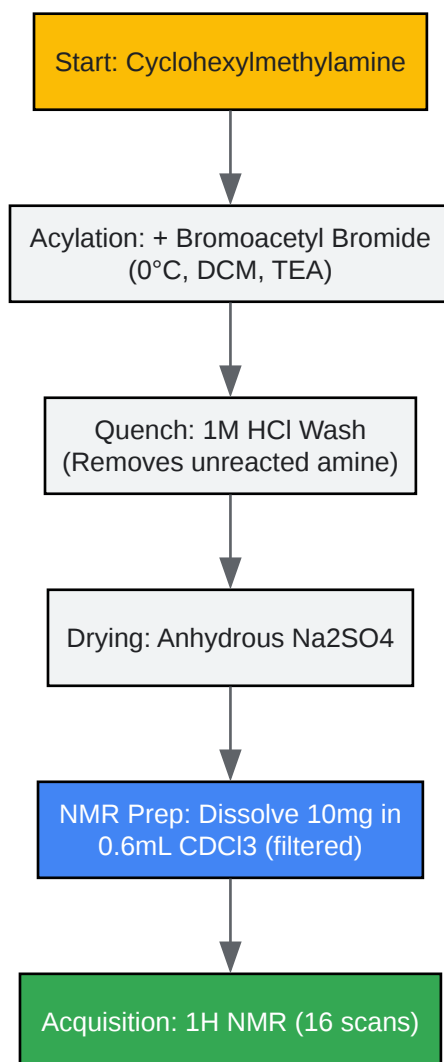 Start: Cyclohexylmethylamine
Acylation: + Bromoacetyl Bromide
(0°C, DCM, TEA)
Quench: 1M HCl Wash
(Removes unreacted amine)
Drying: Anhydrous Na2SO4
NMR Prep: Dissolve 10mg in
0.6mL CDCl3 (filtered)
Acquisition: 1H NMR (16 scans)